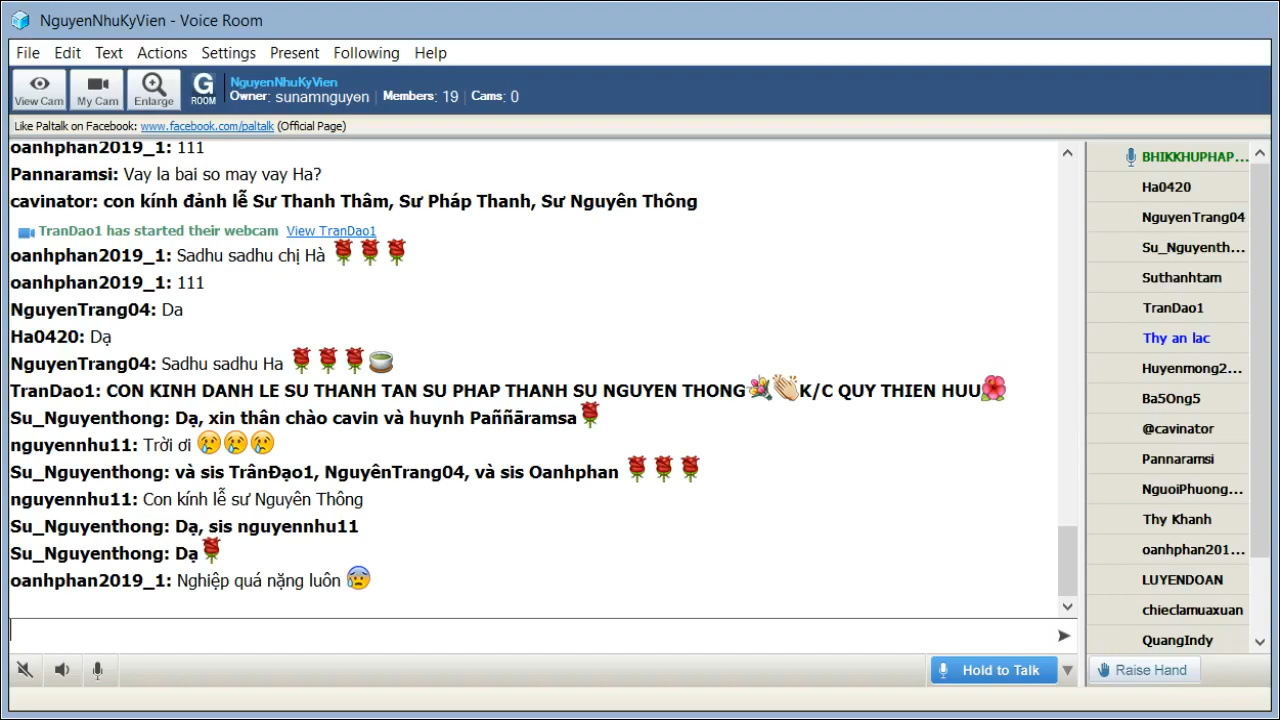 NguyenNhuKyVien - Voice Room
File Edit Text Actions Settings Present Following Help
View Cam My Cam Enlarge G ROOM
NguyenNhuKyVien
Owner: sunamnguyen | Members: 19 | Cams: 0
Like Paltalk on Facebook: www.facebook.com/paltalk (Official Page)
oanhphan2019_1: 111
Pannaramsi: Vay la bai so may vay Ha?
cavinator: con kính đảnh lễ Sư Thanh Thâm, Sư Pháp Thanh, Sư Nguyên Thông
TranDao1 has started their webcam View TranDao1
oanhphan2019_1: Sadhu sadhu chị Hà
oanhphan2019_1: 111
NguyenTrang04: Da
Ha0420: Dạ
NguyenTrang04: Sadhu sadhu Ha
TranDao1: CON KINH DANH LE SU THANH TAN SU PHAP THANH SU NGUYEN THONG K/C QUY THIEN HUU
Su_Nguyenthong: Dạ, xin thân chào cavin và huynh Paññāramsa
nguyennhu11: Trời ơi
Su_Nguyenthong: và sis TrânĐạo1, NguyênTrang04, và sis Oanhphan
nguyennhu11: Con kính lễ sư Nguyên Thông
Su_Nguyenthong: Dạ, sis nguyennhu11
Su_Nguyenthong: Dạ
oanhphan2019_1: Nghiệp quá nặng luôn
BHIKKHUPHAP...
Ha0420
NguyenTrang04
Su_Nguyenth...
Suthanhtam
TranDao1
Thy an lac
Huyenmong2...
Ba5Ong5
@cavinator
Pannaramsi
NguoiPhuong...
Thy Khanh
oanhphan201...
LUYENDOAN
chieclamuaxuan
QuangIndy
Hold to Talk
Raise Hand